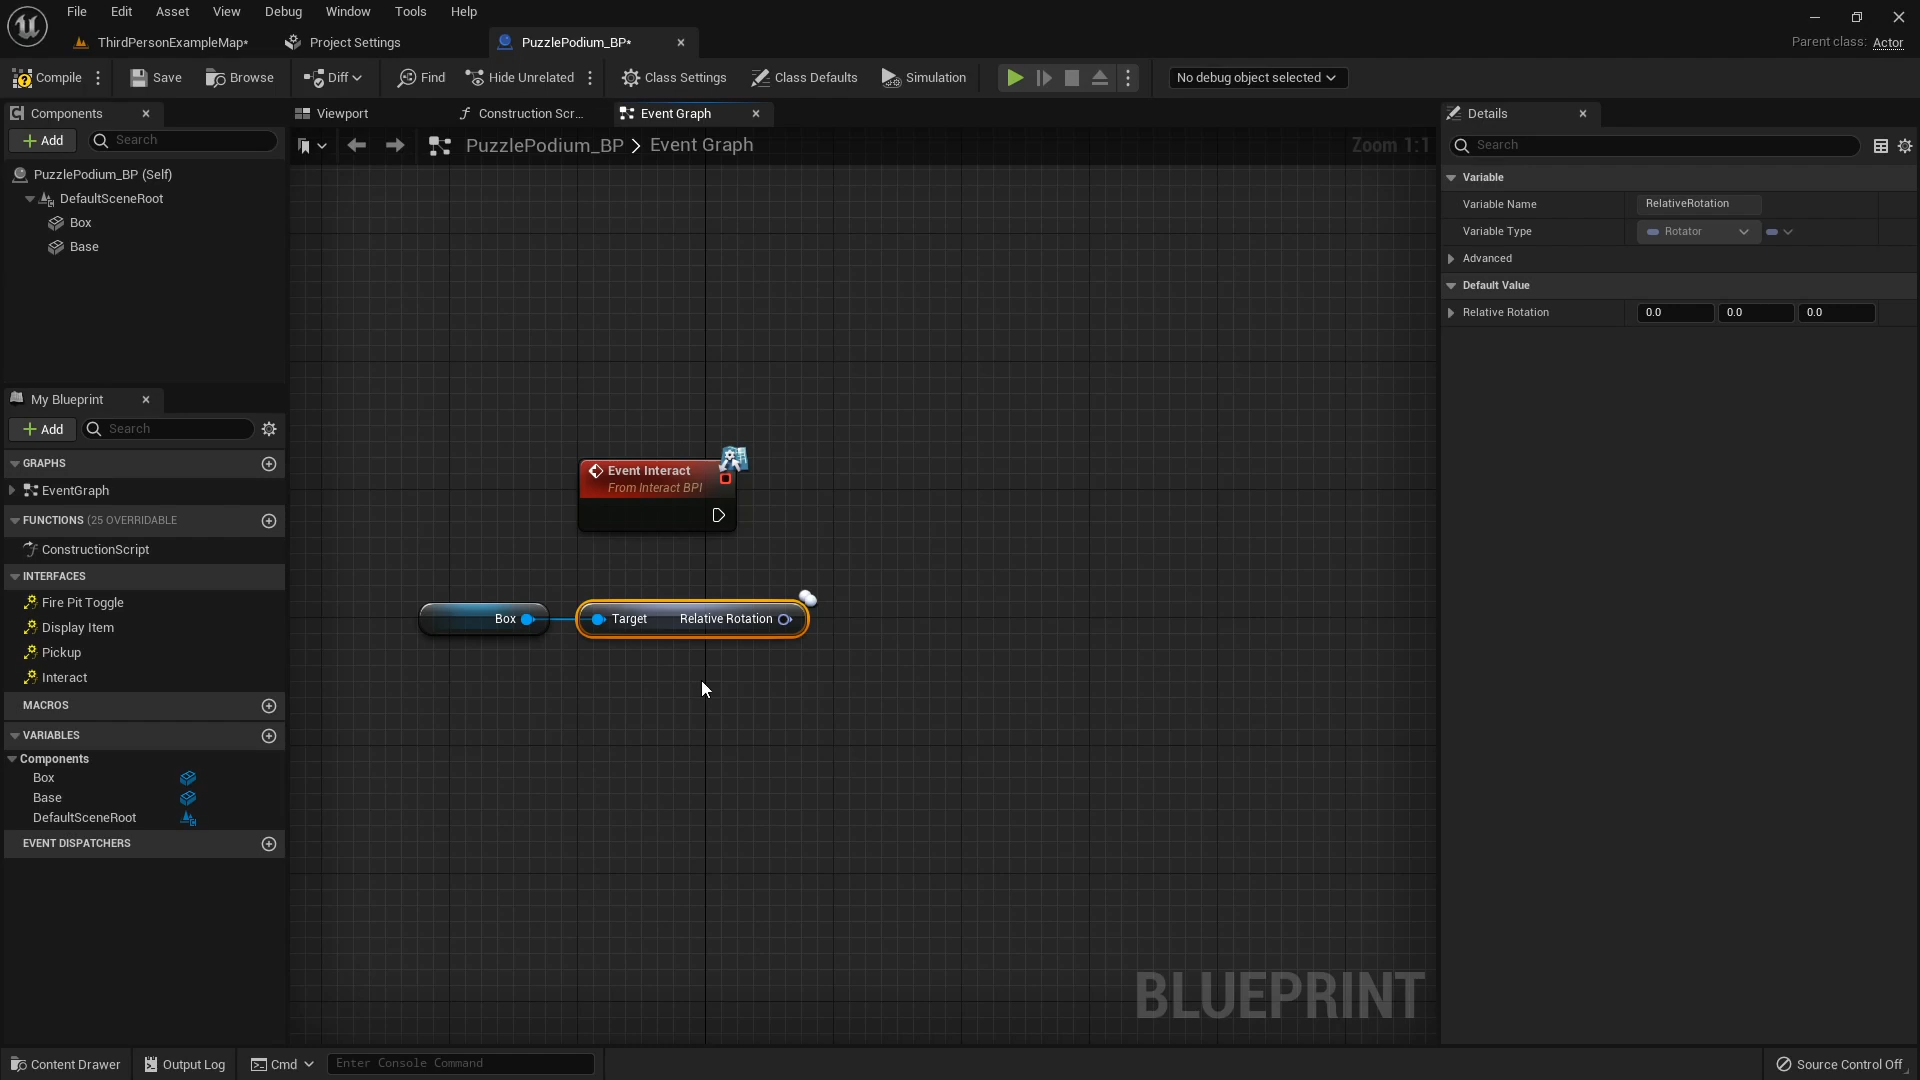 File Edit Asset View Debug Window Tools Help
ThirdPersonExampleMap* Project Settings PuzzlePodium_BP* Parent class: Actor
Compile Save Browse Diff Find Hide Unrelated Class Settings Class Defaults Simulation No debug object selected
Components Viewport Construction Scr... Event Graph Details
Add Search PuzzlePodium_BP > Event Graph Zoom 1:1 Search
PuzzlePodium_BP (Self)
DefaultSceneRoot
Box
Base
Variable
Variable Name RelativeRotation
Variable Type Rotator
Advanced
Default Value
Relative Rotation 0.0 0.0 0.0
My Blueprint
Add Search
GRAPHS
EventGraph
FUNCTIONS (25 OVERRIDABLE
ConstructionScript
INTERFACES
Fire Pit Toggle
Display Item
Pickup
Interact
MACROS
VARIABLES
Components
Box
Base
DefaultSceneRoot
EVENT DISPATCHERS
Event Interact
From Interact BPI
Box Target Relative Rotation
BLUEPRINT
Content Drawer Output Log Cmd Enter Console Command Source Control Off